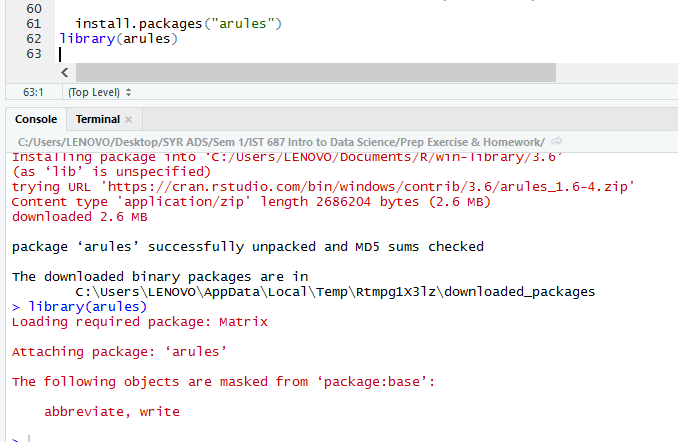 60
61 install.packages("arules")
62 library(arules)
63
63:1 (Top Level)
Console Terminal ×
C:/Users/LENOVO/Desktop/SYR ADS/Sem 1/IST 687 Intro to Data Science/Prep Exercise & Homework/
Installing package into ‘C:/Users/LENOVO/Documents/R/win-library/3.6’
(as ‘lib’ is unspecified)
trying URL 'https://cran.rstudio.com/bin/windows/contrib/3.6/arules_1.6-4.zip'
Content type 'application/zip' length 2686204 bytes (2.6 MB)
downloaded 2.6 MB
package ‘arules’ successfully unpacked and MD5 sums checked
The downloaded binary packages are in
C:\Users\LENOVO\AppData\Local\Temp\Rtmpg1X3lz\downloaded_packages
> library(arules)
Loading required package: Matrix
Attaching package: ‘arules’
The following objects are masked from ‘package:base’:
abbreviate, write
>